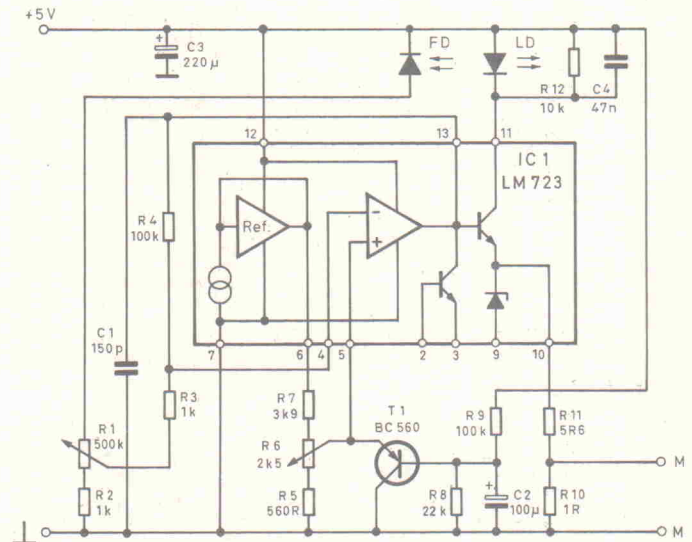 +5V
+
C3
220µ
FD
LD
R12
10k
C4
47n
12
13
11
IC1
LM723
R4
100k
Ref.
-
+
C1
150p
7
6
4
5
2
3
9
10
R3
1k
R7
3k9
T1
BC560
R9
100k
R11
5R6
R1
500k
R6
2k5
M
R2
1k
R5
560R
R8
22k
+
C2
100µ
R10
1R
M